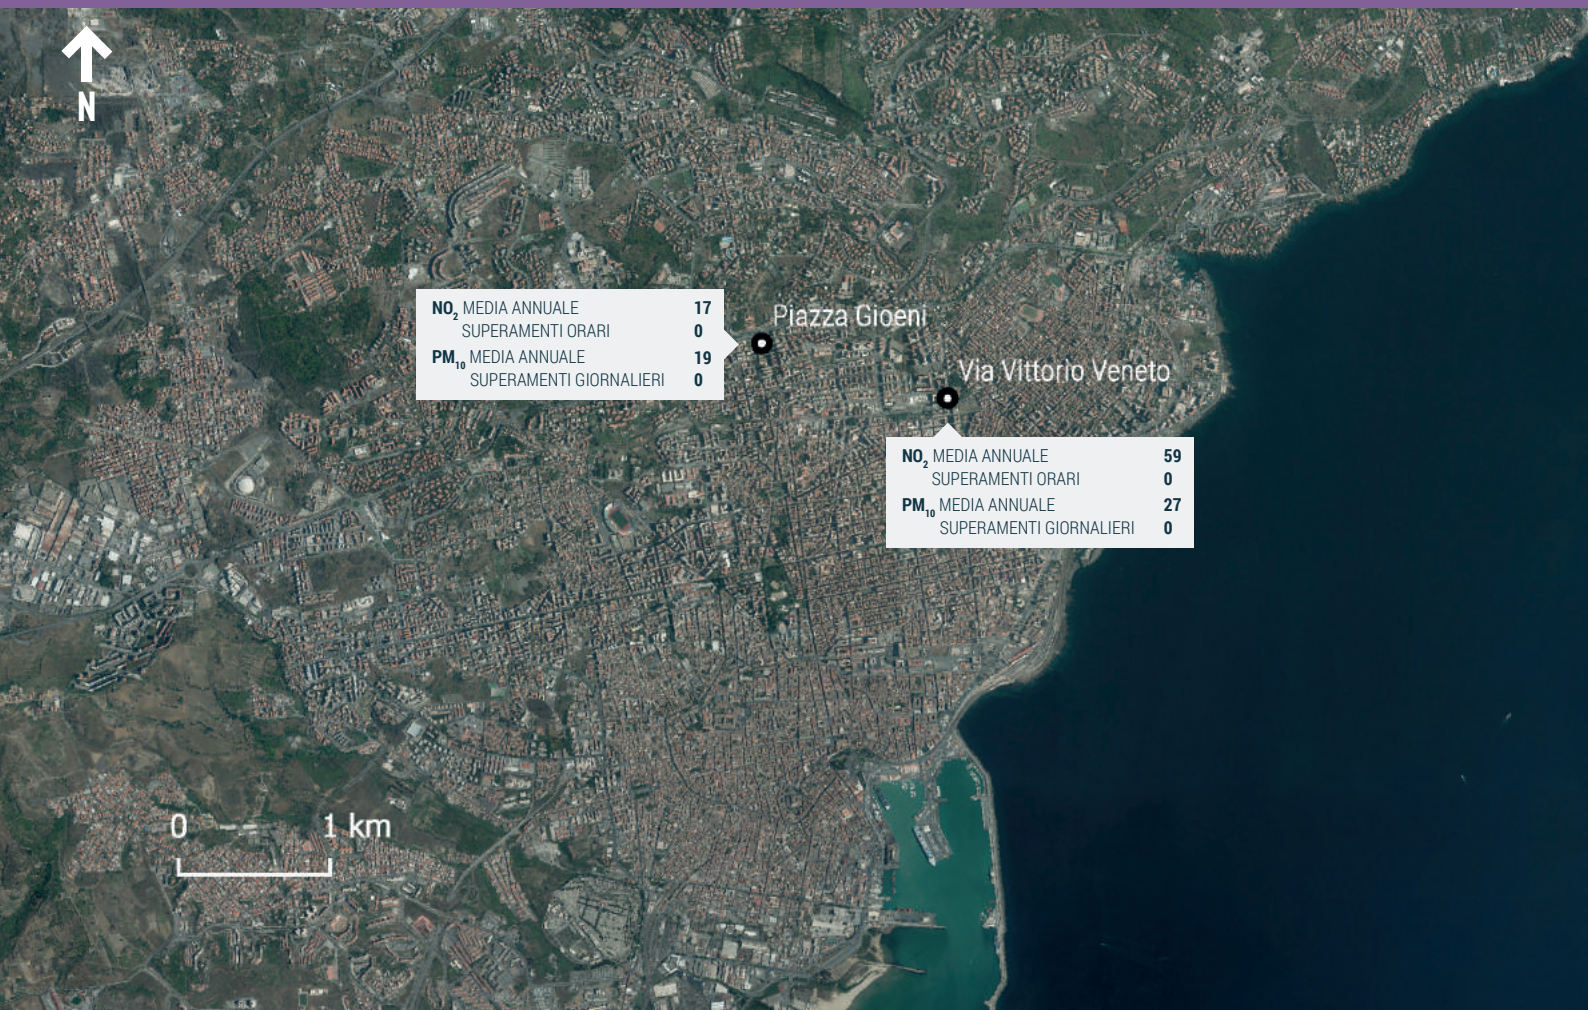 N
NO₂ MEDIA ANNUALE 17
SUPERAMENTI ORARI 0
PM₁₀ MEDIA ANNUALE 19
SUPERAMENTI GIORNALIERI 0
Piazza Gioeni
Via Vittorio Veneto
NO₂ MEDIA ANNUALE 59
SUPERAMENTI ORARI 0
PM₁₀ MEDIA ANNUALE 27
SUPERAMENTI GIORNALIERI 0
0 1 km